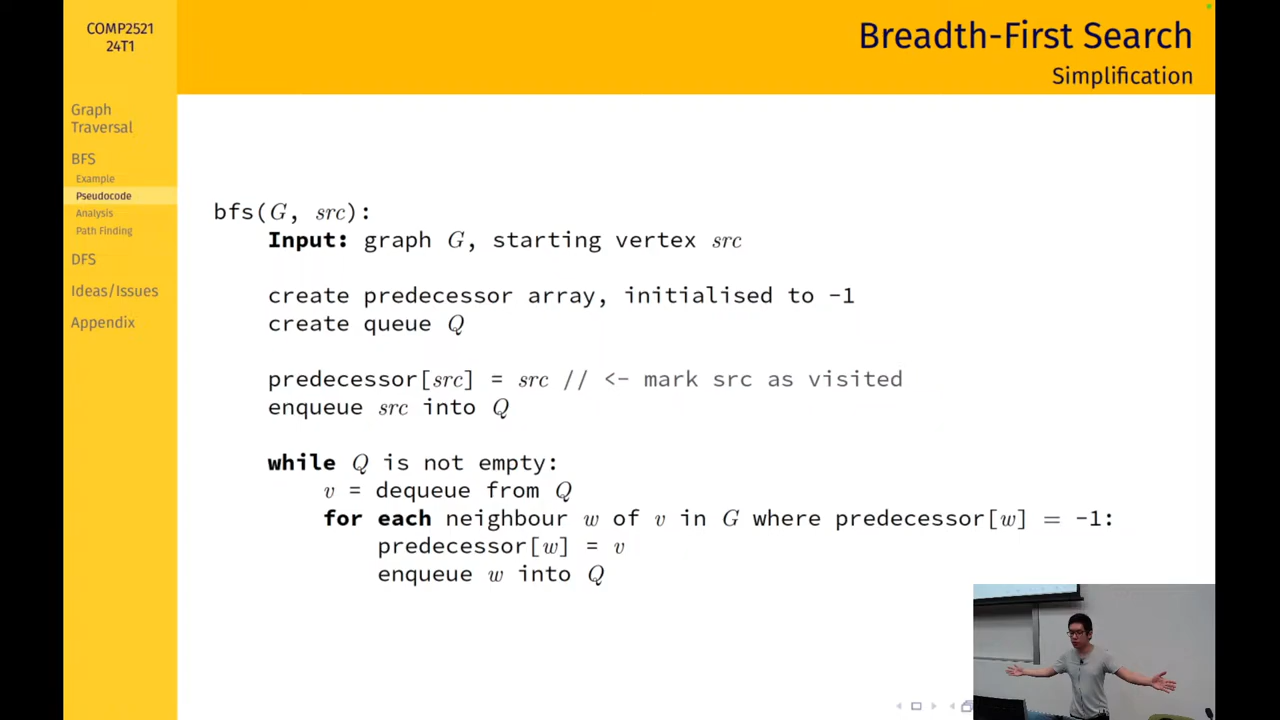 COMP2521
24T1
Breadth-First Search
Simplification
Graph
Traversal
BFS
Example
Pseudocode
Analysis
Path Finding
DFS
Ideas/Issues
Appendix
bfs(G, src):
Input: graph G, starting vertex src
create predecessor array, initialised to -1
create queue Q
predecessor[src] = src // <- mark src as visited
enqueue src into Q
while Q is not empty:
v = dequeue from Q
for each neighbour w of v in G where predecessor[w] = -1:
predecessor[w] = v
enqueue w into Q